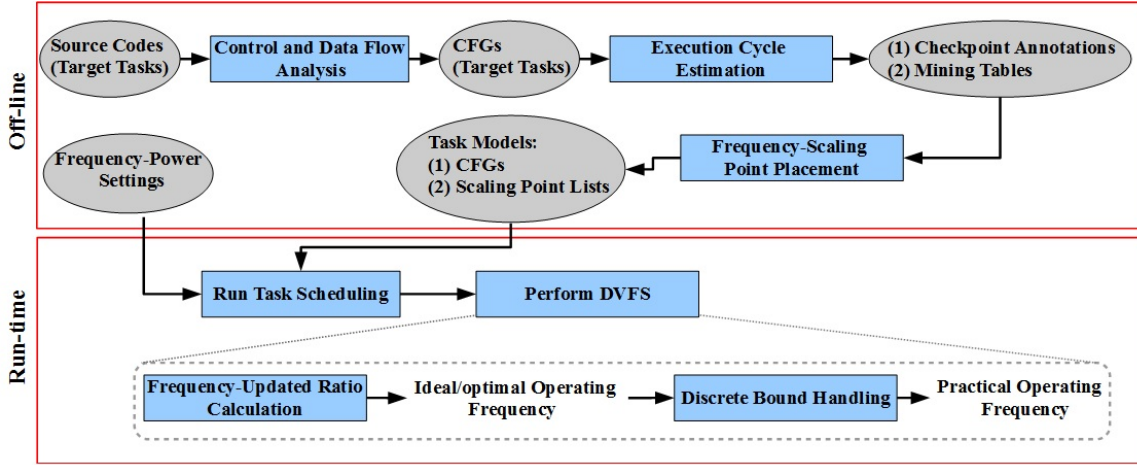 Off-line
Source Codes
(Target Tasks)
Control and Data Flow
Analysis
CFGs
(Target Tasks)
Execution Cycle
Estimation
(1) Checkpoint Annotations
(2) Mining Tables
Frequency-Power
Settings
Task Models:
(1) CFGs
(2) Scaling Point Lists
Frequency-Scaling
Point Placement
Run-time
Run Task Scheduling
Perform DVFS
Frequency-Updated Ratio
Calculation
Ideal/optimal Operating
Frequency
Discrete Bound Handling
Practical Operating
Frequency